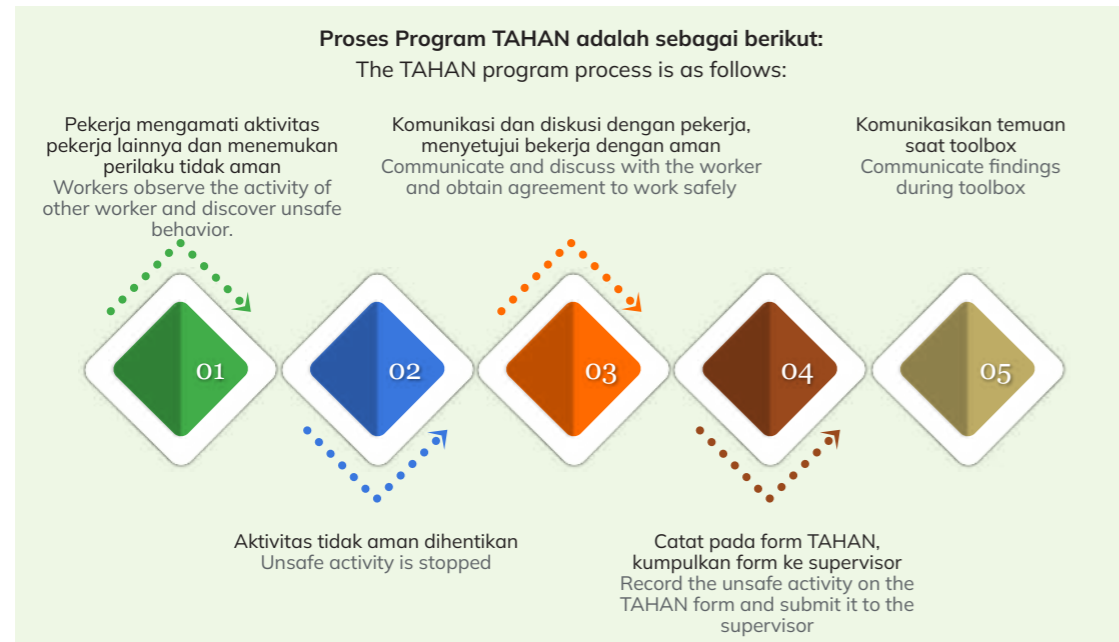 Proses Program TAHAN adalah sebagai berikut:
The TAHAN program process is as follows:
Pekerja mengamati aktivitas
pekerja lainnya dan menemukan
perilaku tidak aman
Workers observe the activity of
other worker and discover unsafe
behavior.
Komunikasi dan diskusi dengan pekerja,
menyetujui bekerja dengan aman
Communicate and discuss with the worker
and obtain agreement to work safely
Komunikasikan temuan
saat toolbox
Communicate findings
during toolbox
01
02
03
04
05
Aktivitas tidak aman dihentikan
Unsafe activity is stopped
Catat pada form TAHAN,
kumpulkan form ke supervisor
Record the unsafe activity on the
TAHAN form and submit it to the
supervisor